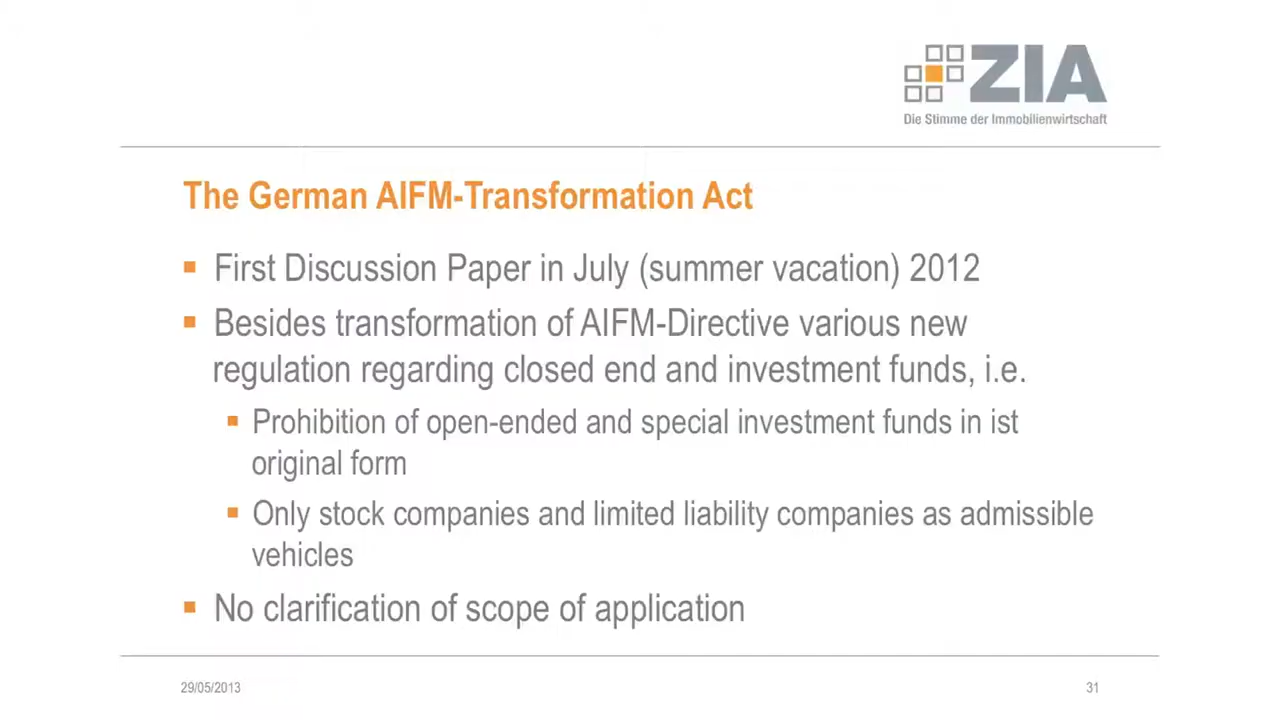 ZIA
Die Stimme der Immobilienwirtschaft
The German AIFM-Transformation Act
First Discussion Paper in July (summer vacation) 2012
Besides transformation of AIFM-Directive various new
regulation regarding closed end and investment funds, i.e.
Prohibition of open-ended and special investment funds in ist
original form
Only stock companies and limited liability companies as admissible
vehicles
No clarification of scope of application
29/05/2013
31